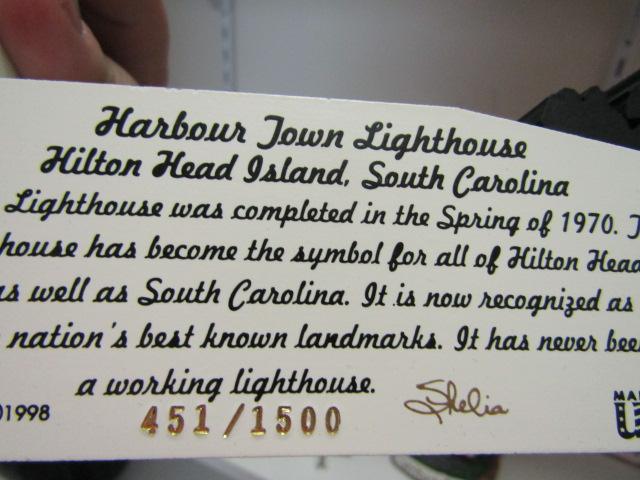 Harbour Town Lighthouse
Hilton Head Island, South Carolina
Lighthouse was completed in the Spring of 1970. T
house has become the symbol for all of Hilton Head
as well as South Carolina. It is now recognized as
nation's best known landmarks. It has never bee
a working lighthouse.
Shelia
©1998
451/1500
MA
U